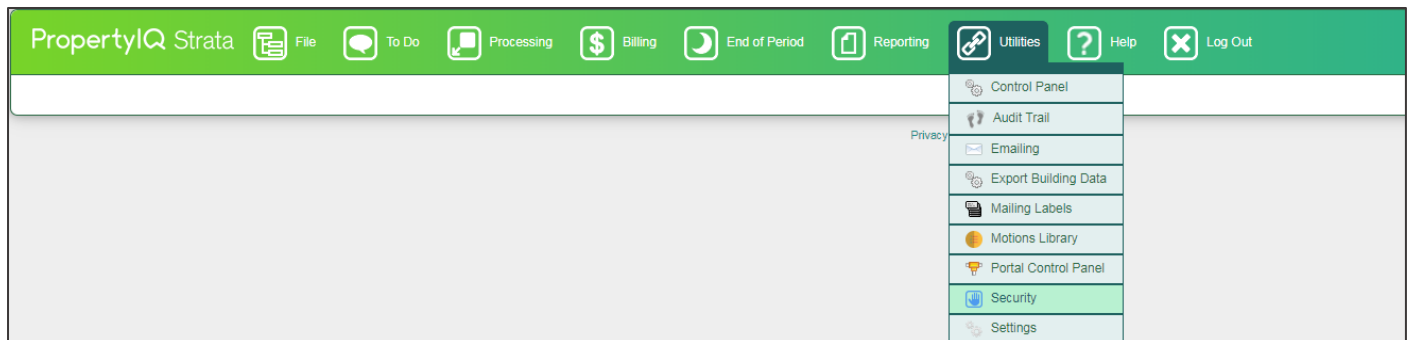 PropertyIQ Strata File To Do Processing Billing End of Period Reporting Utilities Help Log Out
Control Panel
Audit Trail
Privacy
Emailing
Export Building Data
Mailing Labels
Motions Library
Portal Control Panel
Security
Settings